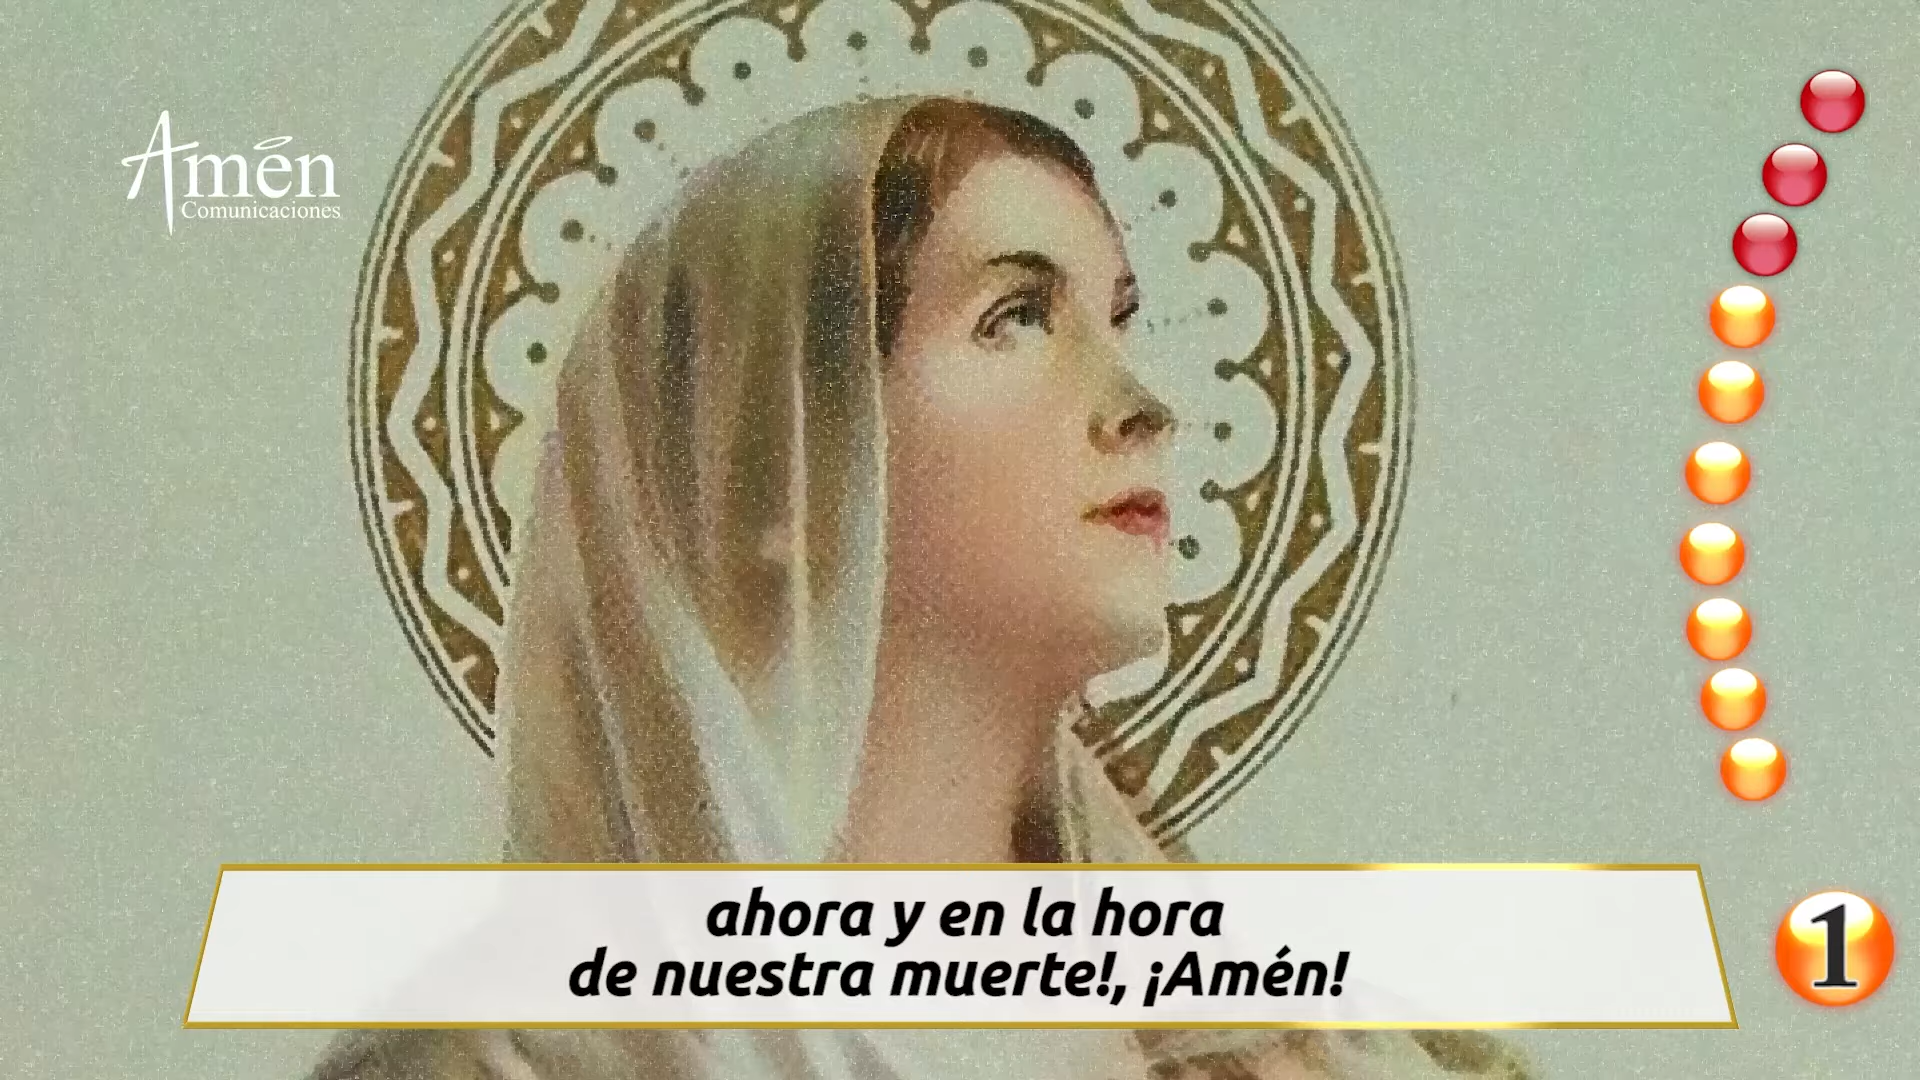 Amén
Comunicaciones
ahora y en la hora
de nuestra muerte!, ¡Amén!
1